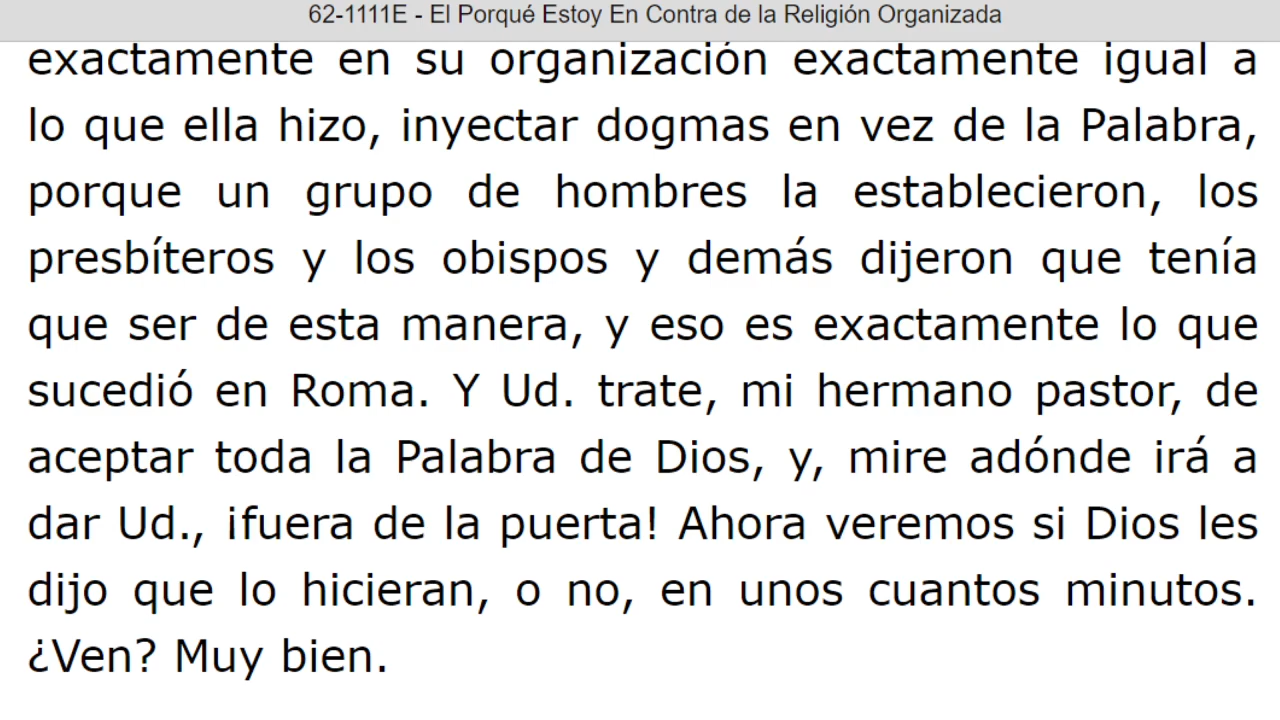 62-1111E - El Porqué Estoy En Contra de la Religión Organizada
exactamente en su organización exactamente igual a
lo que ella hizo, inyectar dogmas en vez de la Palabra,
porque un grupo de hombres la establecieron, los
presbíteros y los obispos y demás dijeron que tenía
que ser de esta manera, y eso es exactamente lo que
sucedió en Roma. Y Ud. trate, mi hermano pastor, de
aceptar toda la Palabra de Dios, y, mire adónde irá a
dar Ud., ¡fuera de la puerta! Ahora veremos si Dios les
dijo que lo hicieran, o no, en unos cuantos minutos.
¿Ven? Muy bien.